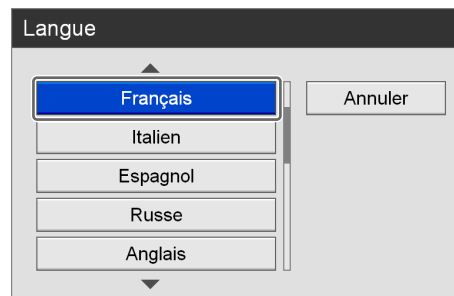 Langue
Français
Annuler
Italien
Espagnol
Russe
Anglais